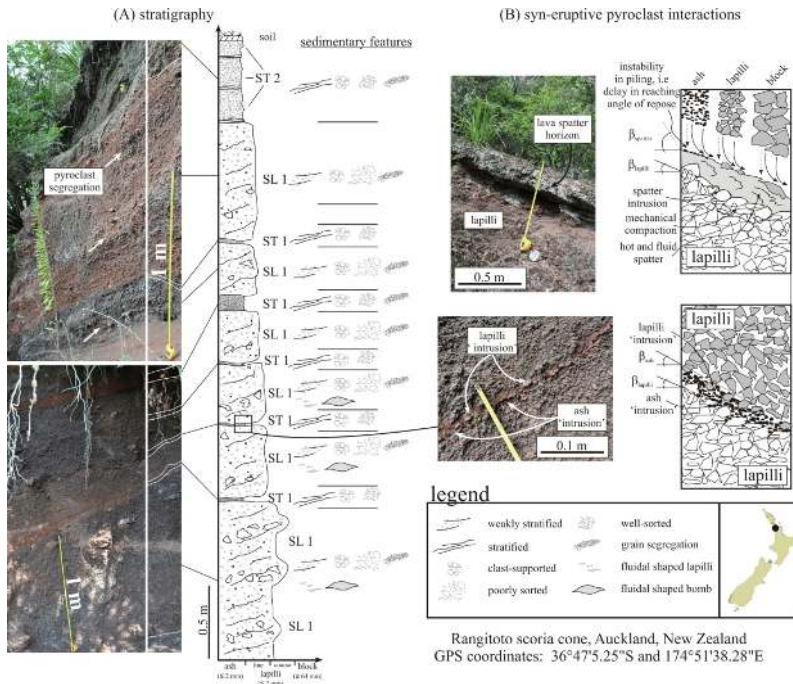 (A) stratigraphy
sedimentary features
soil
ST 2
pyroclast
segregation
SL 1
ST 1
SL 1
ST 1
1 m
SL 1
ST 1
SL 1
ST 1
SL 1
ST 1
1 m
SL 1
SL 1
0.5 m
ash
lapilli
block
(B) syn-eruptive pyroclast interactions
instability
in piling, i.e
delay in reaching
angle of repose
ash
lapilli
block
lava spatter
horizon
β
βlapilli
spatter
intrusion
mechanical
compaction
hot and fluid
spatter
lapilli
lapilli
0.5 m
lapilli
intrusion'
ash
'intrusion'
0.1 m
lapilli
lapilli
'intrusion'
βash
βlapilli
ash
'intrusion'
lapilli
legend
weakly stratified
stratified
clast-supported
poorly sorted
well-sorted
grain segregation
fluidal shaped lapilli
fluidal shaped bomb
Rangitoto scoria cone, Auckland, New Zealand
GPS coordinates: 36°47'5.25"S and 174°51'38.28"E